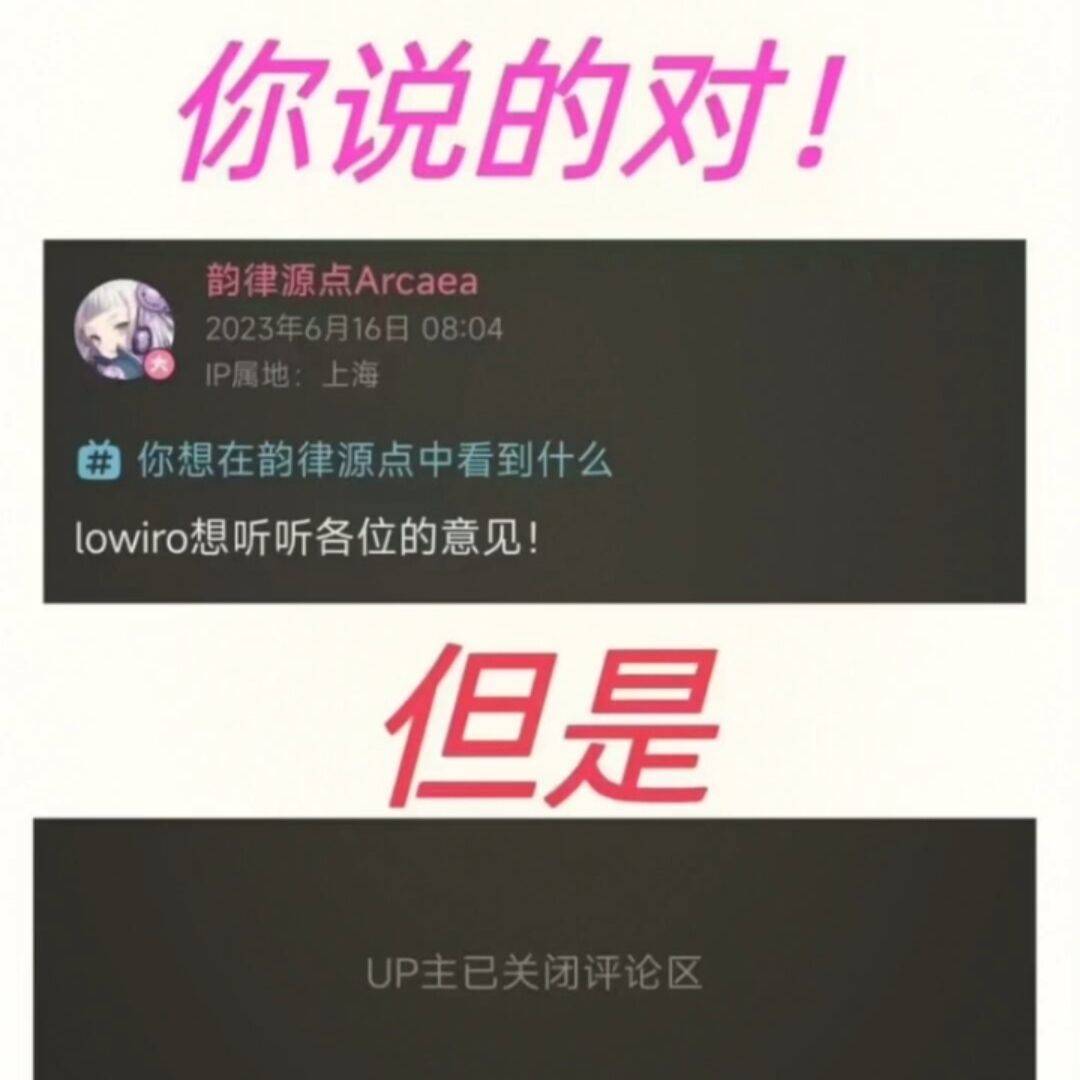 你说的对！
韵律源点Arcaea
2023年6月16日 08:04
IP属地：上海
大
# 你想在韵律源点中看到什么
lowiro想听听各位的意见！
但是
UP主已关闭评论区